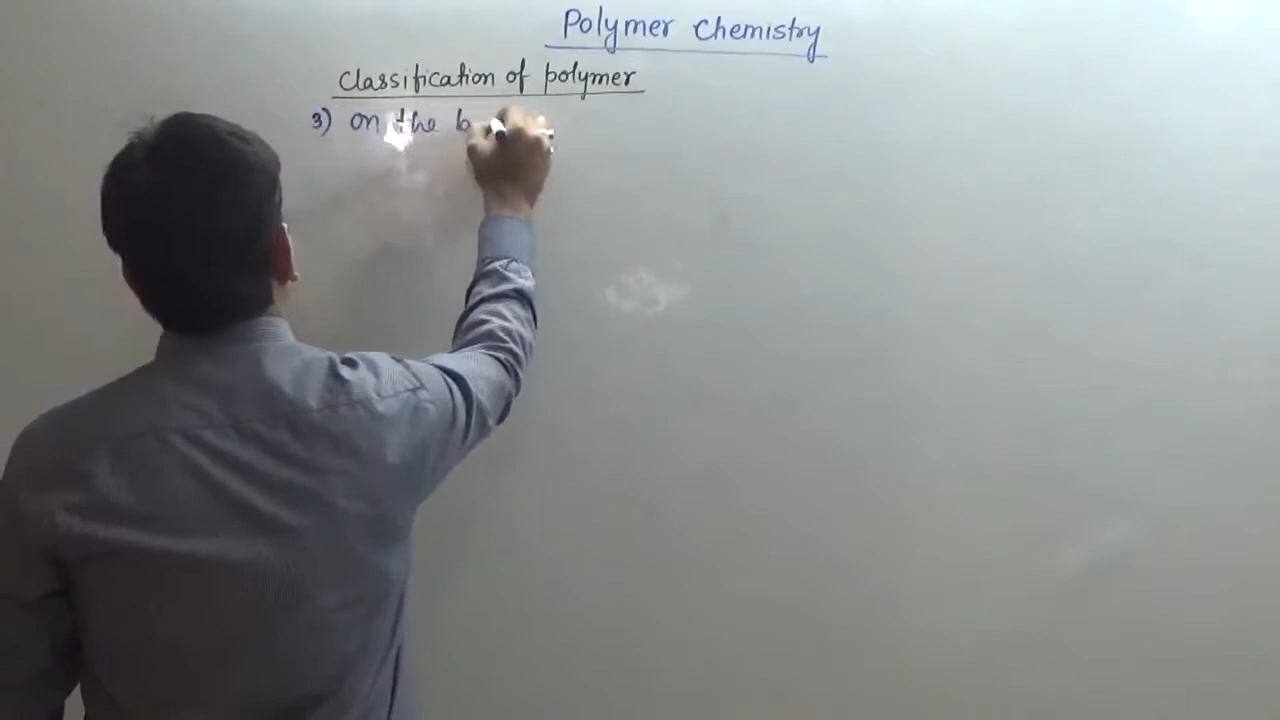 Polymer Chemistry
Classification of polymer
3) on the b